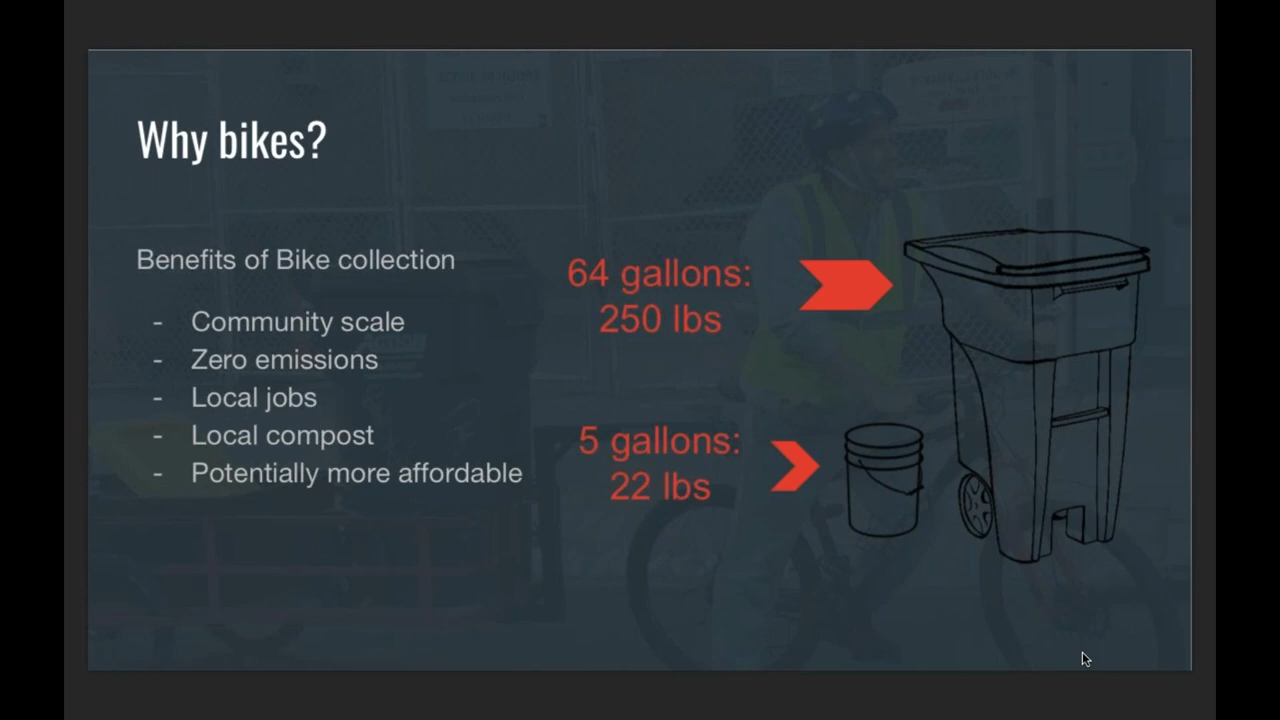 Why bikes?
Benefits of Bike collection
- Community scale
- Zero emissions
- Local jobs
- Local compost
- Potentially more affordable
64 gallons:
250 lbs
5 gallons:
22 lbs